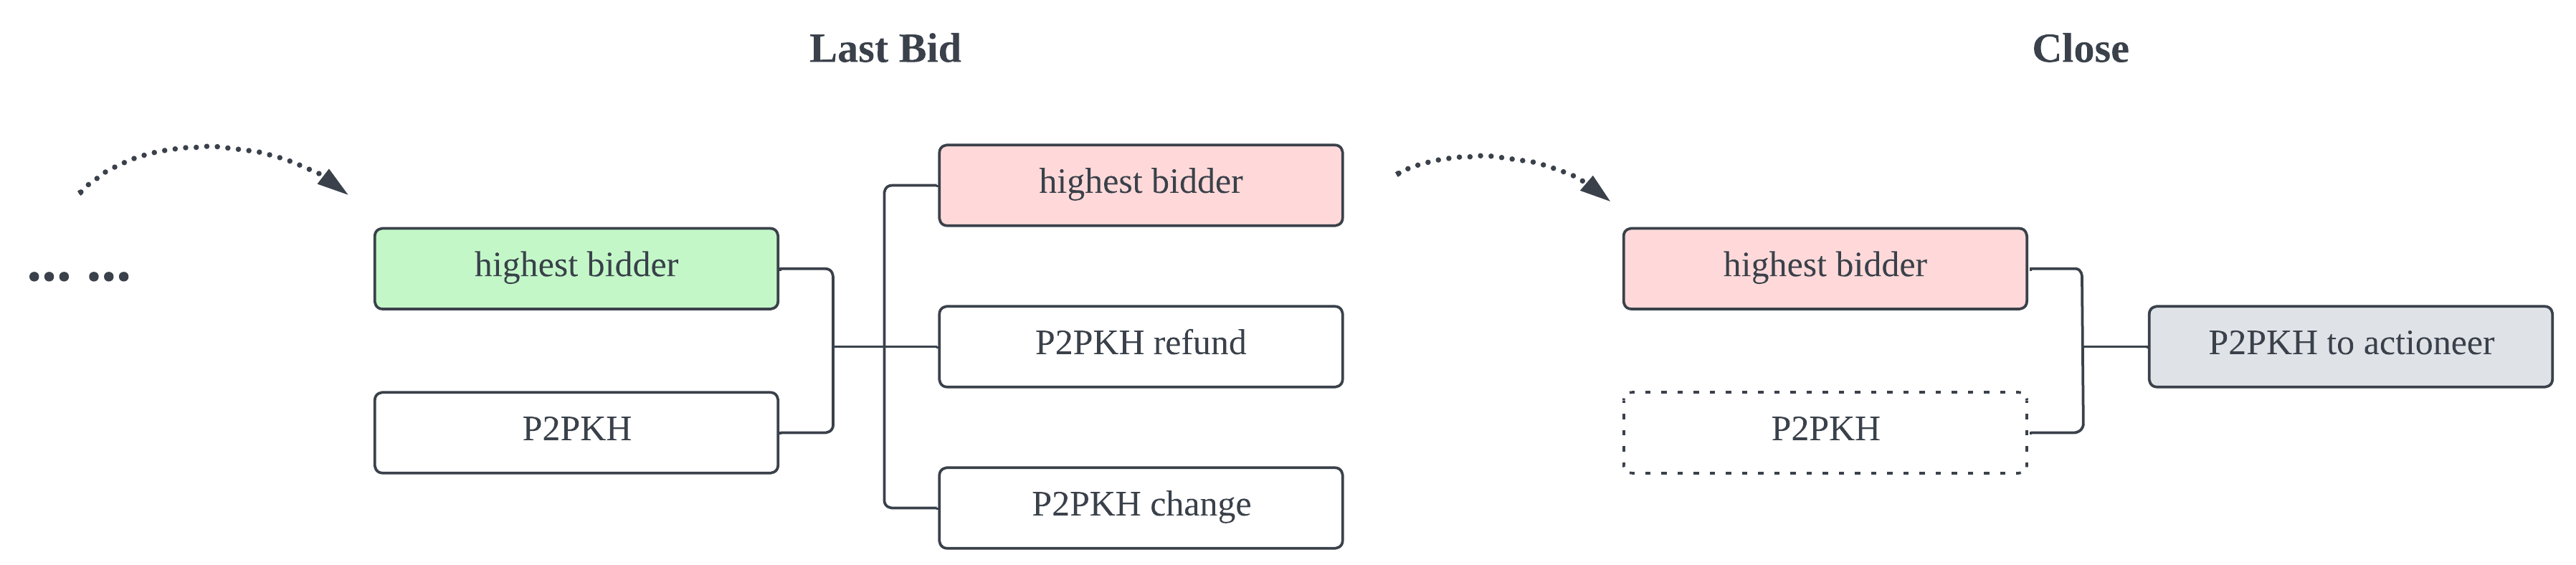 Last Bid
Close
highest bidder
P2PKH
highest bidder
P2PKH refund
P2PKH change
highest bidder
P2PKH
P2PKH to actioneer